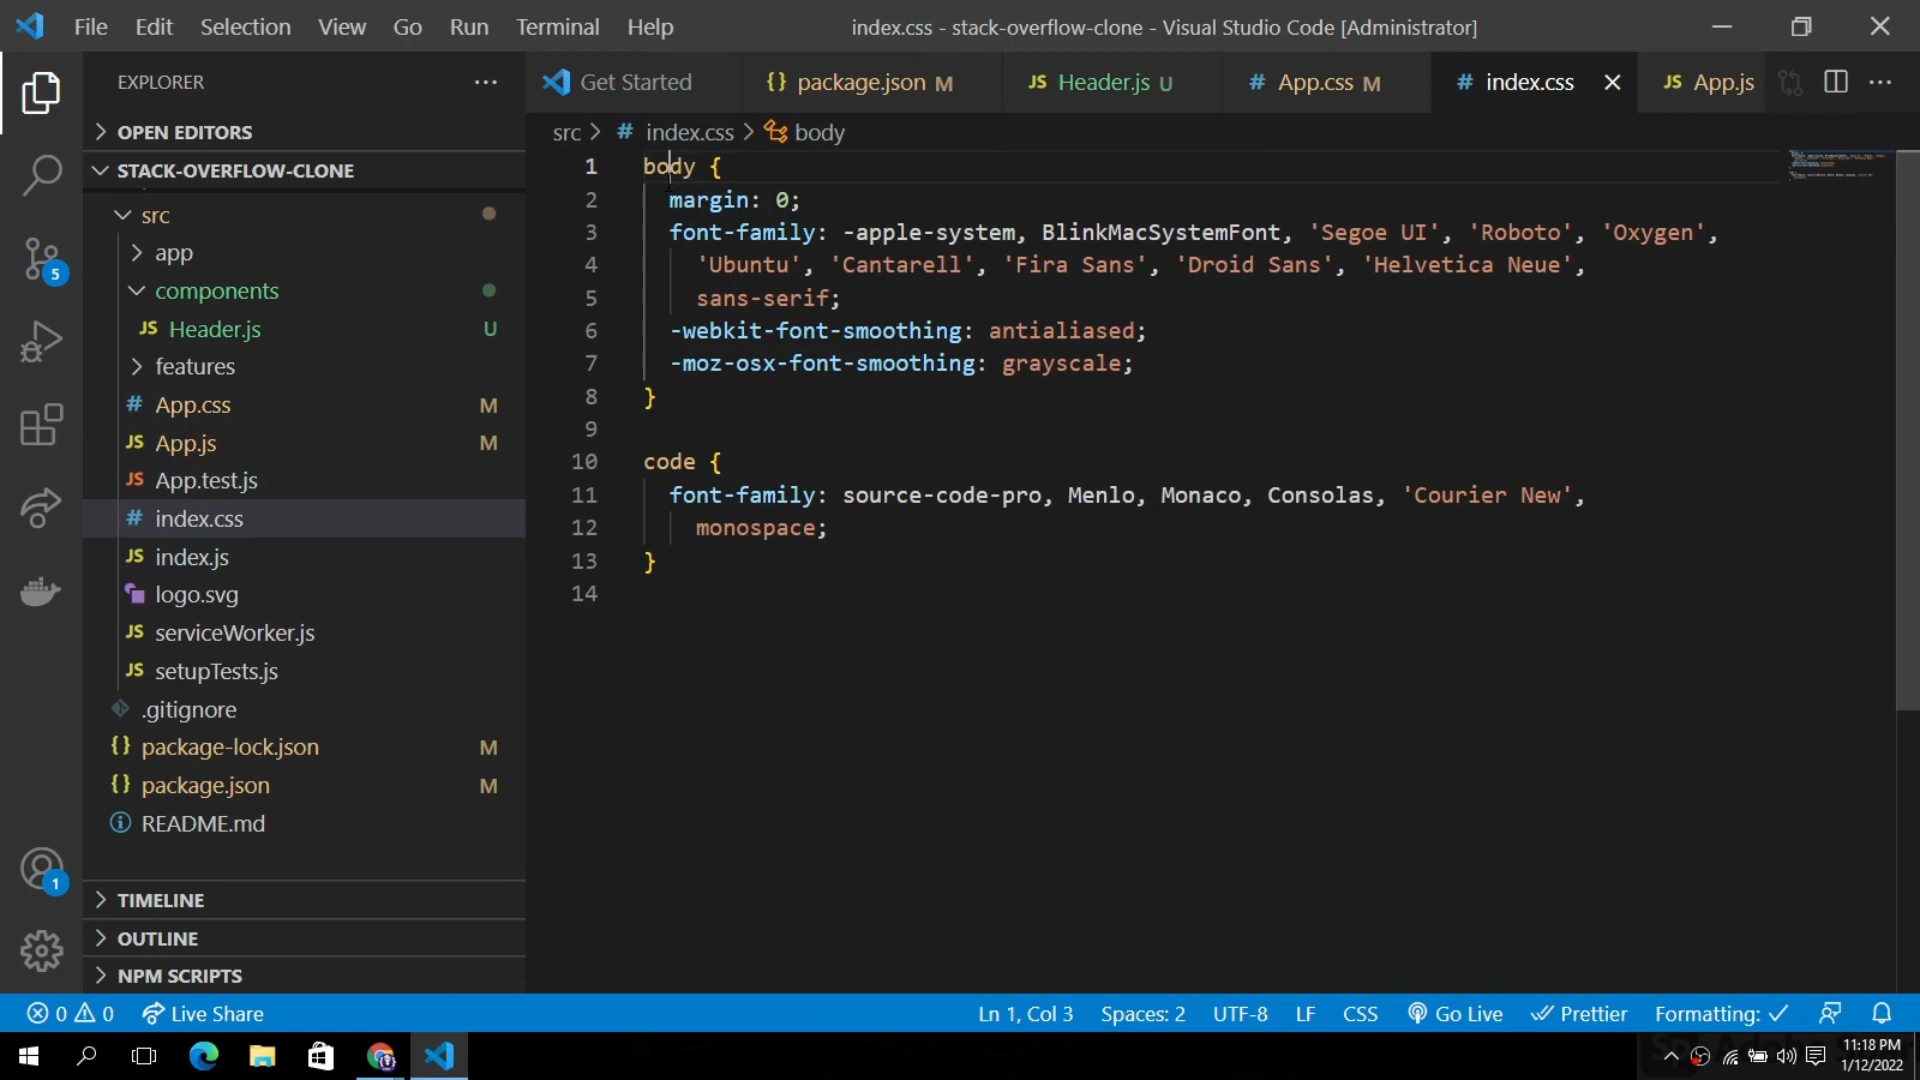 File Edit Selection View Go Run Terminal Help index.css - stack-overflow-clone - Visual Studio Code [Administrator]
EXPLORER
Get Started {} package.json M JS Header.js U # App.css M # index.css JS App.js
OPEN EDITORS
src > # index.css > body
STACK-OVERFLOW-CLONE
src
app
components
JS Header.js U
features
# App.css M
JS App.js M
JS App.test.js
# index.css
JS index.js
logo.svg
JS serviceWorker.js
JS setupTests.js
.gitignore
{} package-lock.json M
{} package.json M
README.md
TIMELINE
OUTLINE
NPM SCRIPTS
5
1
1 body {
2 margin: 0;
3 font-family: -apple-system, BlinkMacSystemFont, 'Segoe UI', 'Roboto', 'Oxygen',
4 'Ubuntu', 'Cantarell', 'Fira Sans', 'Droid Sans', 'Helvetica Neue',
5 sans-serif;
6 -webkit-font-smoothing: antialiased;
7 -moz-osx-font-smoothing: grayscale;
8 }
9
10 code {
11 font-family: source-code-pro, Menlo, Monaco, Consolas, 'Courier New',
12 monospace;
13 }
14
0 0 Live Share Ln 1, Col 3 Spaces: 2 UTF-8 LF CSS Go Live Prettier Formatting: ✓
11:18 PM
1/12/2022